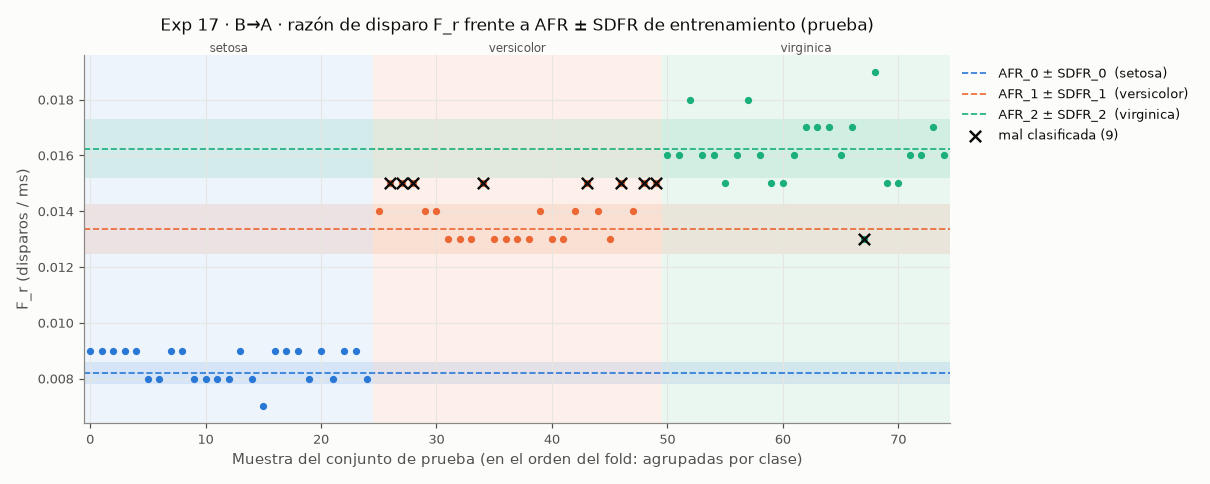 Exp 17 · B→A · razón de disparo F_r frente a AFR ± SDFR de entrenamiento (prueba)
setosa
versicolor
virginica
AFR_0 ± SDFR_0 (setosa)
AFR_1 ± SDFR_1 (versicolor)
AFR_2 ± SDFR_2 (virginica)
mal clasificada (9)
F_r (disparos / ms)
0.018
0.016
0.014
0.012
0.010
0.008
0
10
20
30
40
50
60
70
Muestra del conjunto de prueba (en el orden del fold: agrupadas por clase)